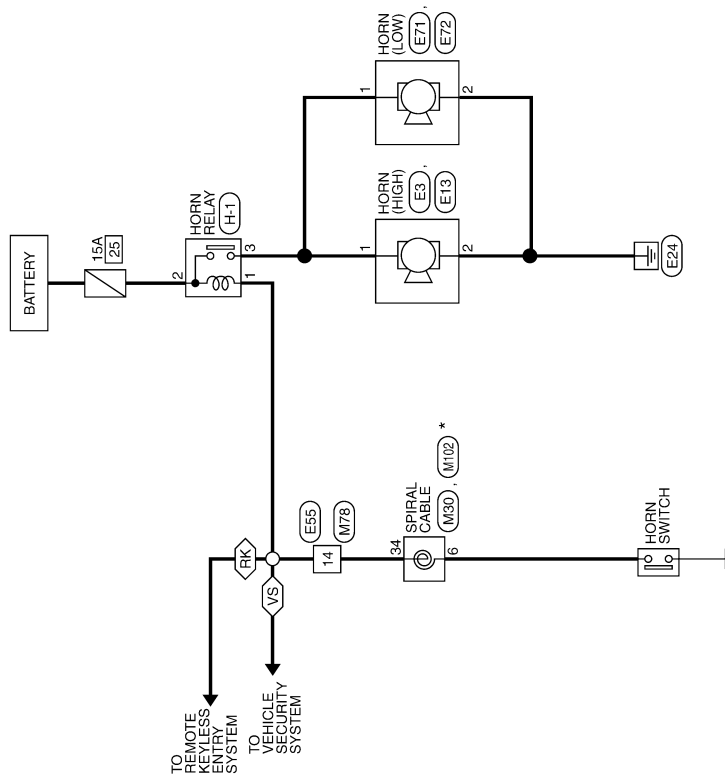 BATTERY
15A
25
HORN
RELAY
H-1
2
1
3
HORN
(LOW)
E71 ,
E72
1
2
HORN
(HIGH)
E3 ,
E13
1
2
E24
RK
VS
TO
REMOTE
KEYLESS
ENTRY
SYSTEM
TO
VEHICLE
SECURITY
SYSTEM
14
E55
M78
SPIRAL
CABLE
M30 , M102 *
34
6
HORN
SWITCH